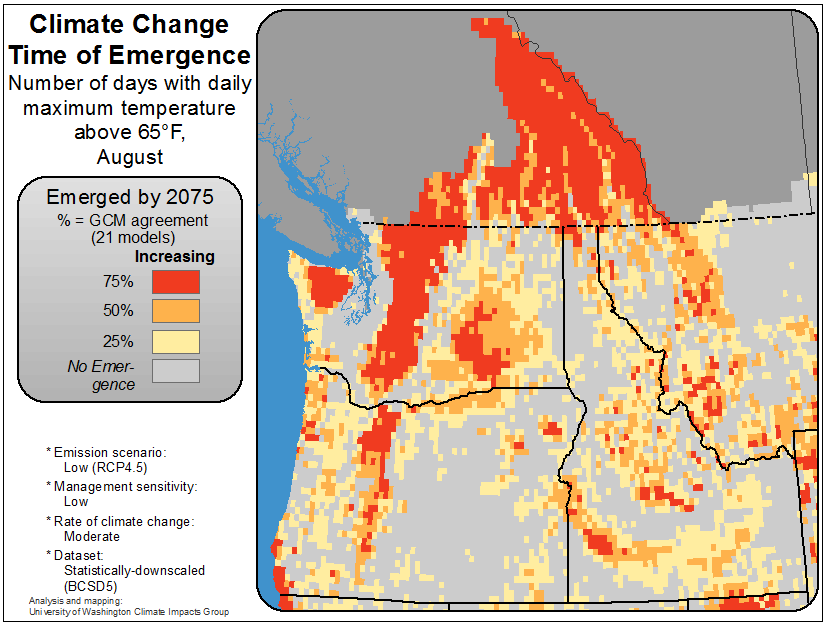 Climate Change
Time of Emergence
Number of days with daily
maximum temperature
above 65°F,
August
Emerged by 2075
% = GCM agreement
(21 models)
Increasing
75%
50%
25%
No Emer-
gence
* Emission scenario:
Low (RCP4.5)
* Management sensitivity:
Low
* Rate of climate change:
Moderate
* Dataset:
Statistically-downscaled
(BCSD5)
Analysis and mapping:
University of Washington Climate Impacts Group